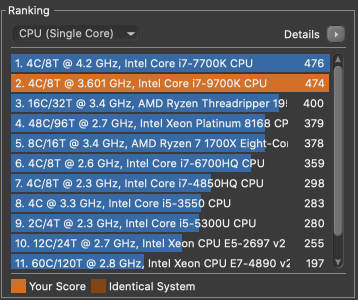 Ranking
CPU (Single Core)
Details
1. 4C/8T @ 4.2 GHz, Intel Core i7-7700K CPU 476
2. 4C/8T @ 3.601 GHz, Intel Core i7-9700K CPU 474
3. 16C/32T @ 3.4 GHz, AMD Ryzen Threadripper 400
4. 48C/96T @ 2.7 GHz, Intel Xeon Platinum 8168 CP 379
5. 8C/16T @ 3.4 GHz, AMD Ryzen 7 1700X Eight-Cor 378
6. 4C/8T @ 2.6 GHz, Intel Core i7-6700HQ CPU 359
7. 4C/8T @ 2.3 GHz, Intel Core i7-4850HQ CPU 298
8. 4C @ 3.3 GHz, Intel Core i5-3550 CPU 283
9. 2C/4T @ 2.3 GHz, Intel Core i5-5300U CPU 280
10. 12C/24T @ 2.7 GHz, Intel Xeon CPU E5-2697 v2 255
11. 60C/120T @ 2.8 GHz, Intel Xeon CPU E7-4890 v2 197
Your Score Identical System